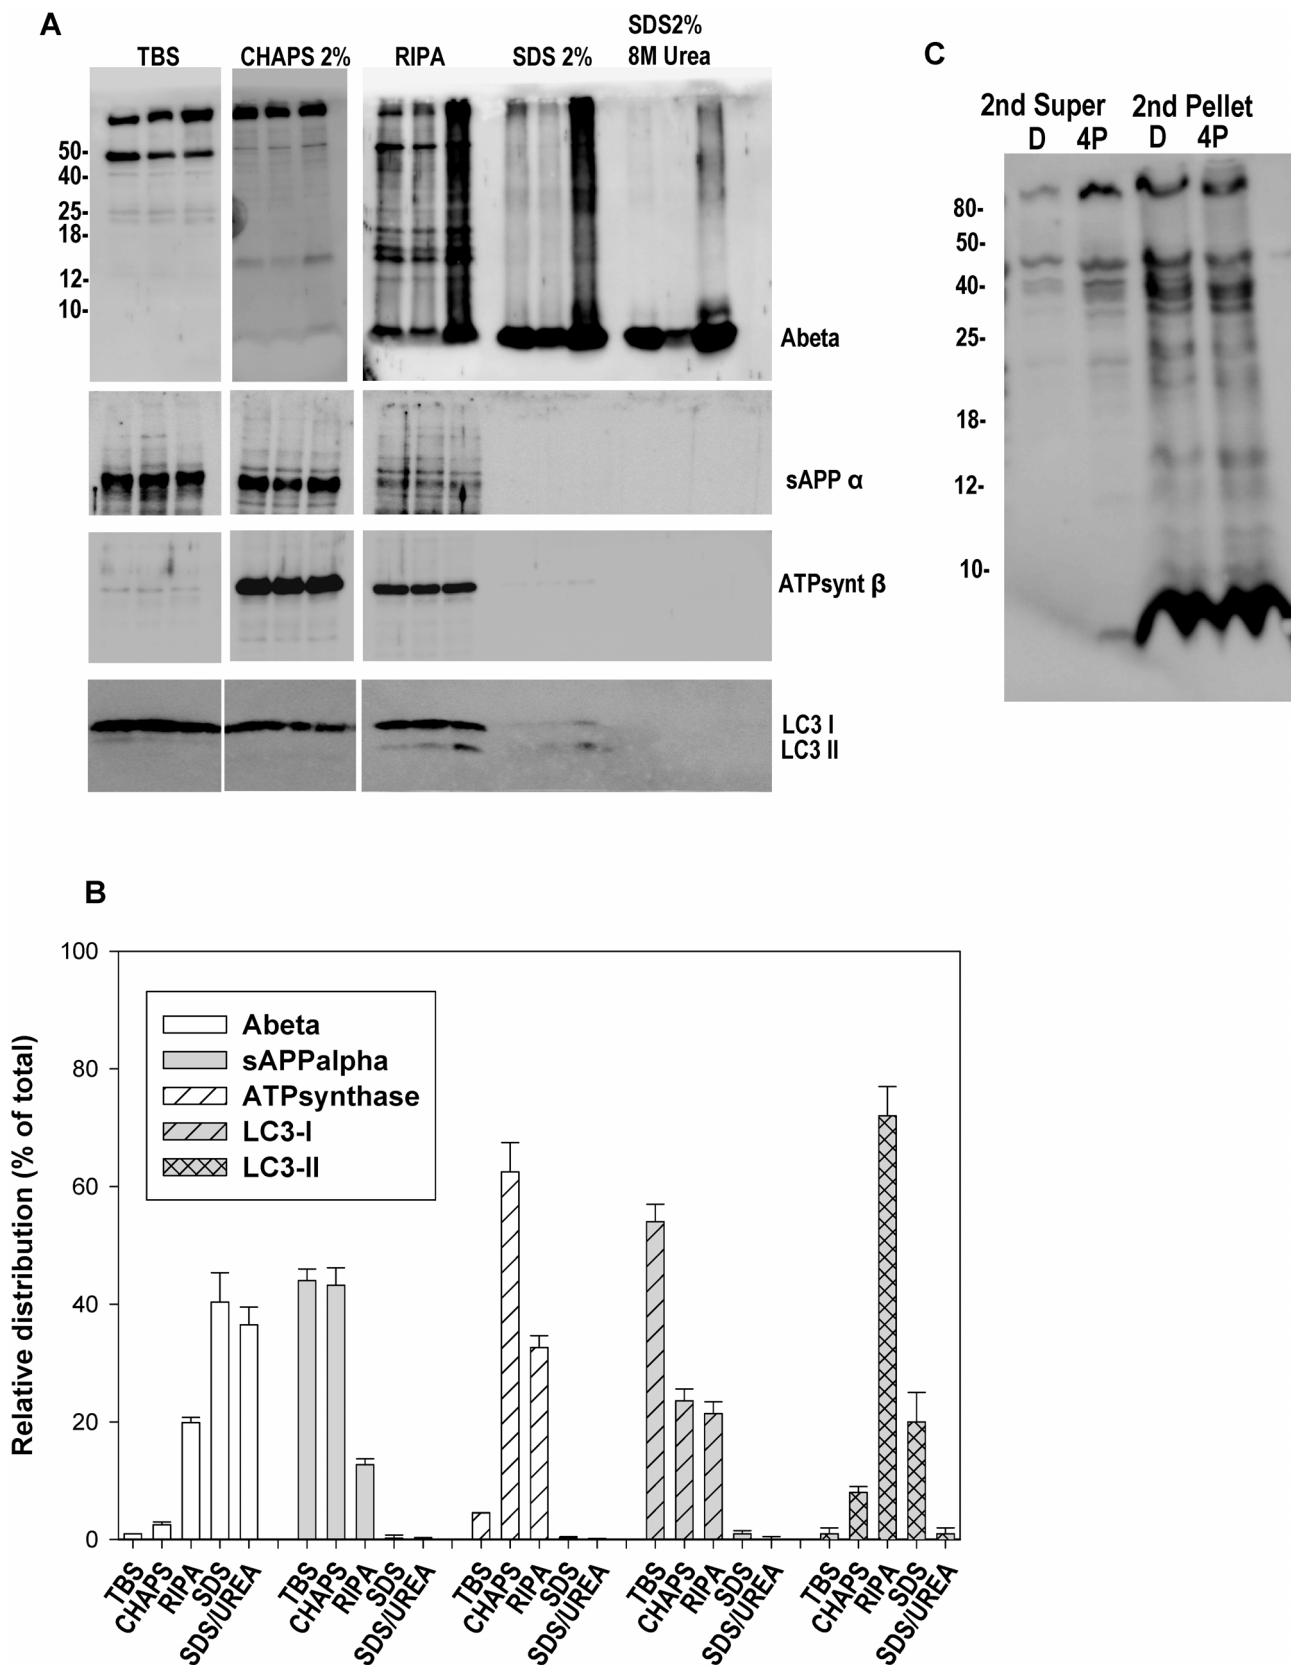 A
TBS
CHAPS 2%
RIPA
SDS 2%
SDS2%
8M Urea
50-
40-
25-
18-
12-
10-
Abeta
sAPP α
ATPsynt β
LC3 I
LC3 II
C
2nd Super 2nd Pellet
D 4P D 4P
80-
50-
40-
25-
18-
12-
10-
B
Relative distribution (% of total)
100
80
60
40
20
0
Abeta
sAPPalpha
ATPsynthase
LC3-I
LC3-II
TBS CHAPS RIPA SDS SDS/UREA
TBS CHAPS RIPA SDS SDS/UREA
TBS CHAPS RIPA SDS SDS/UREA
TBS CHAPS RIPA SDS SDS/UREA
TBS CHAPS RIPA SDS SDS/UREA